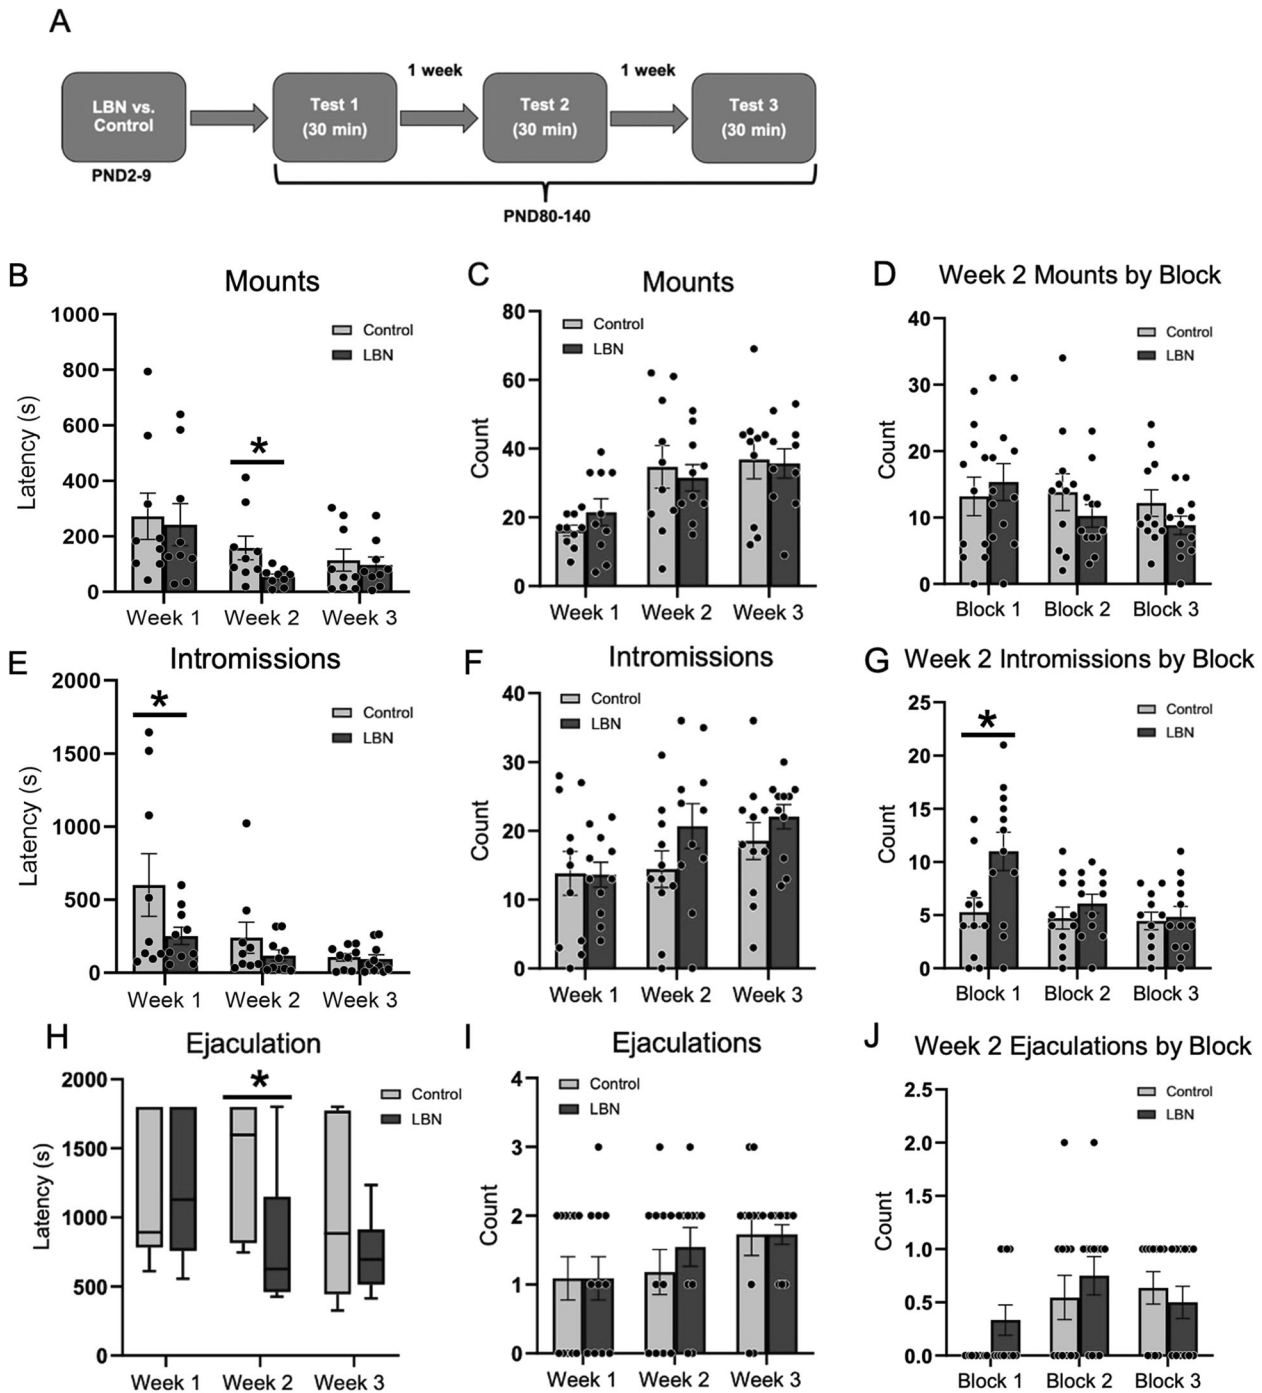 A
LBN vs.
Control
PND2-9
1 week
1 week
Test 1
(30 min)
Test 2
(30 min)
Test 3
(30 min)
PND80-140
B
Mounts
Latency (s)
1000
800
600
400
200
0
Control
LBN
*
Week 1
Week 2
Week 3
C
Mounts
Count
80
60
40
20
0
Control
LBN
Week 1
Week 2
Week 3
D
Week 2 Mounts by Block
Count
40
30
20
10
0
Control
LBN
Block 1
Block 2
Block 3
E
Intromissions
Latency (s)
2000
1500
1000
500
0
*
Control
LBN
Week 1
Week 2
Week 3
F
Intromissions
Count
40
30
20
10
0
Control
LBN
Week 1
Week 2
Week 3
G
Week 2 Intromissions by Block
Count
25
20
15
10
5
0
*
Control
LBN
Block 1
Block 2
Block 3
H
Ejaculation
Latency (s)
2000
1500
1000
500
0
*
Control
LBN
Week 1
Week 2
Week 3
I
Ejaculations
Count
4
3
2
1
0
Control
LBN
Week 1
Week 2
Week 3
J
Week 2 Ejaculations by Block
Count
2.5
2.0
1.5
1.0
0.5
0.0
Control
LBN
Block 1
Block 2
Block 3